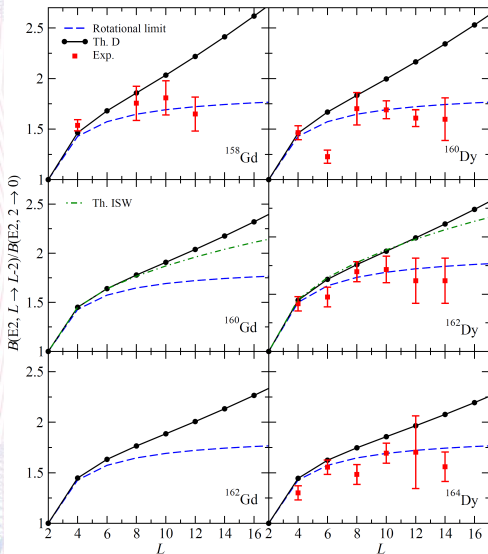 2.5
2
1.5
1
Rotational limit
Th. D
Exp.
158Gd
160Dy
B(E2, L → L-2)/B(E2, 2 → 0)
2.5
2
1.5
1
Th. ISW
160Gd
162Dy
2.5
2
1.5
1
162Gd
164Dy
2 4 6 8 10 12 14 16 2 4 6 8 10 12 14 16
L L